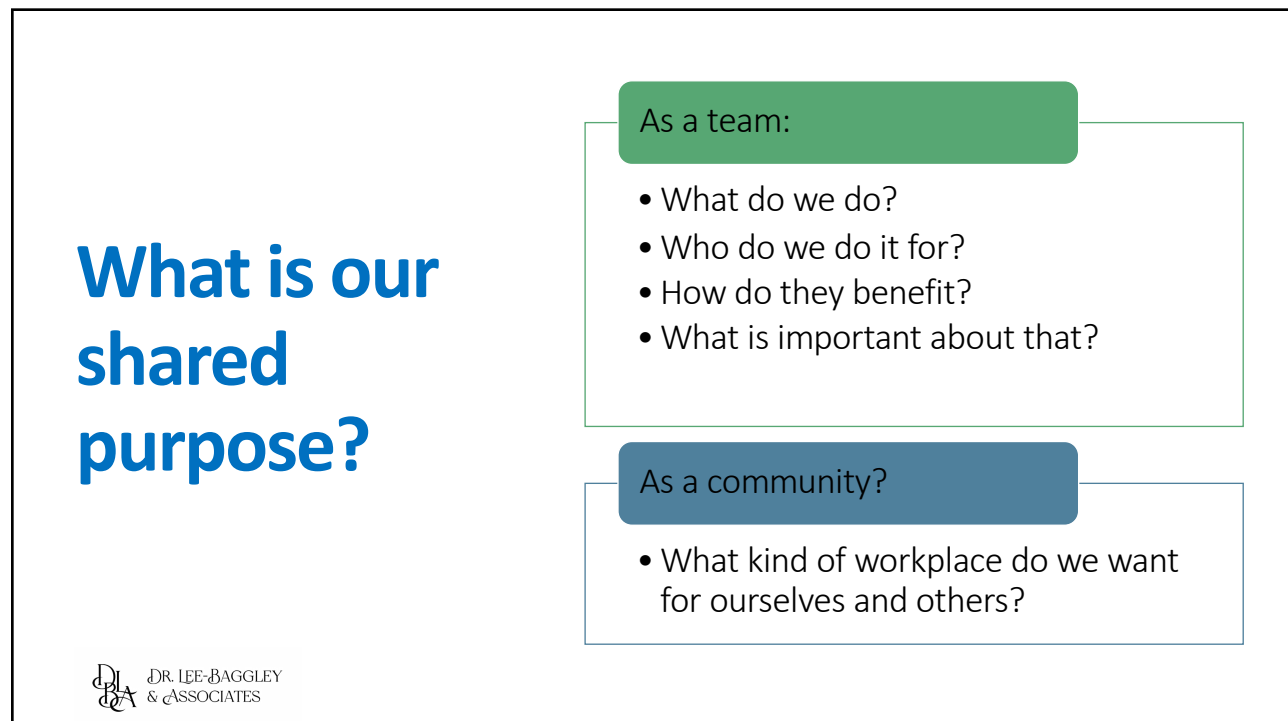 What is our
shared
purpose?
As a team:
• What do we do?
• Who do we do it for?
• How do they benefit?
• What is important about that?
As a community?
• What kind of workplace do we want
for ourselves and others?
DLBA
DR. LEE-BAGGLEY
& ASSOCIATES